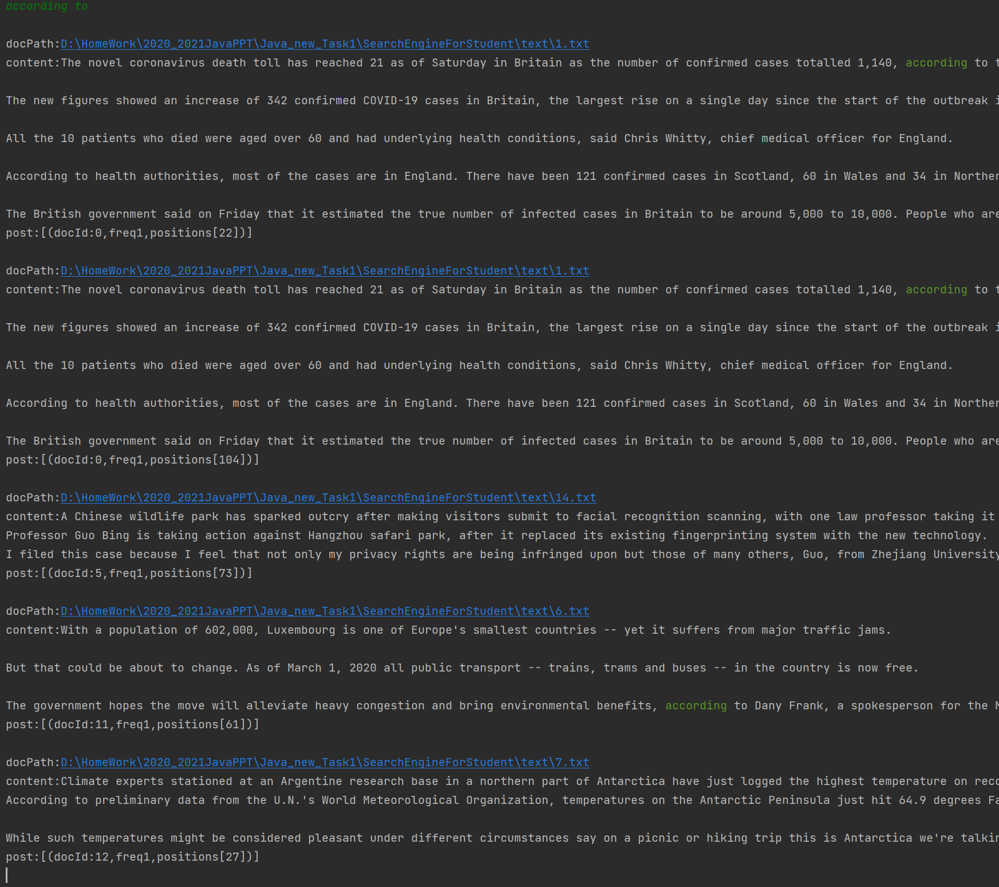 according to
docPath:D:\HomeWork\2020_2021JavaPPT\Java_new_Task1\SearchEngineForStudent\text\1.txt
content:The novel coronavirus death toll has reached 21 as of Saturday in Britain as the number of confirmed cases totalled 1,140, according to
The new figures showed an increase of 342 confirmed COVID-19 cases in Britain, the largest rise on a single day since the start of the outbreak
All the 10 patients who died were aged over 60 and had underlying health conditions, said Chris Whitty, chief medical officer for England.
According to health authorities, most of the cases are in England. There have been 121 confirmed cases in Scotland, 60 in Wales and 34 in
The British government said on Friday that it estimated the true number of infected cases in Britain to be around 5,000 to 10,000. People who are
post:[(docId:0,freq1,positions[22])]
docPath:D:\HomeWork\2020_2021JavaPPT\Java_new_Task1\SearchEngineForStudent\text\1.txt
content:The novel coronavirus death toll has reached 21 as of Saturday in Britain as the number of confirmed cases totalled 1,140, according to
The new figures showed an increase of 342 confirmed COVID-19 cases in Britain, the largest rise on a single day since the start of the outbreak
All the 10 patients who died were aged over 60 and had underlying health conditions, said Chris Whitty, chief medical officer for England.
According to health authorities, most of the cases are in England. There have been 121 confirmed cases in Scotland, 60 in Wales and 34 in
The British government said on Friday that it estimated the true number of infected cases in Britain to be around 5,000 to 10,000. People who are
post:[(docId:0,freq1,positions[104])]
docPath:D:\HomeWork\2020_2021JavaPPT\Java_new_Task1\SearchEngineForStudent\text\14.txt
content:A Chinese wildlife park has sparked outcry after making visitors submit to facial recognition scanning, with one law professor taking it
Professor Guo Bing is taking action against Hangzhou safari park, after it replaced its existing fingerprinting system with the new technology.
I filed this case because I feel that not only my privacy rights are being infringed upon but those of many others, Guo, from Zhejiang University
post:[(docId:5,freq1,positions[73])]
docPath:D:\HomeWork\2020_2021JavaPPT\Java_new_Task1\SearchEngineForStudent\text\6.txt
content:With a population of 602,000, Luxembourg is one of Europe's smallest countries -- yet it suffers from major traffic jams.
But that could be about to change. As of March 1, 2020 all public transport -- trains, trams and buses -- in the country is now free.
The government hopes the move will alleviate heavy congestion and bring environmental benefits, according to Dany Frank, a spokesperson for the
post:[(docId:11,freq1,positions[61])]
docPath:D:\HomeWork\2020_2021JavaPPT\Java_new_Task1\SearchEngineForStudent\text\7.txt
content:Climate experts stationed at an Argentine research base in a northern part of Antarctica have just logged the highest temperature on
According to preliminary data from the U.N.'s World Meteorological Organization, temperatures on the Antarctic Peninsula just hit 64.9 degrees
While such temperatures might be considered pleasant under different circumstances say on a picnic or hiking trip this is Antarctica we're
post:[(docId:12,freq1,positions[27])]